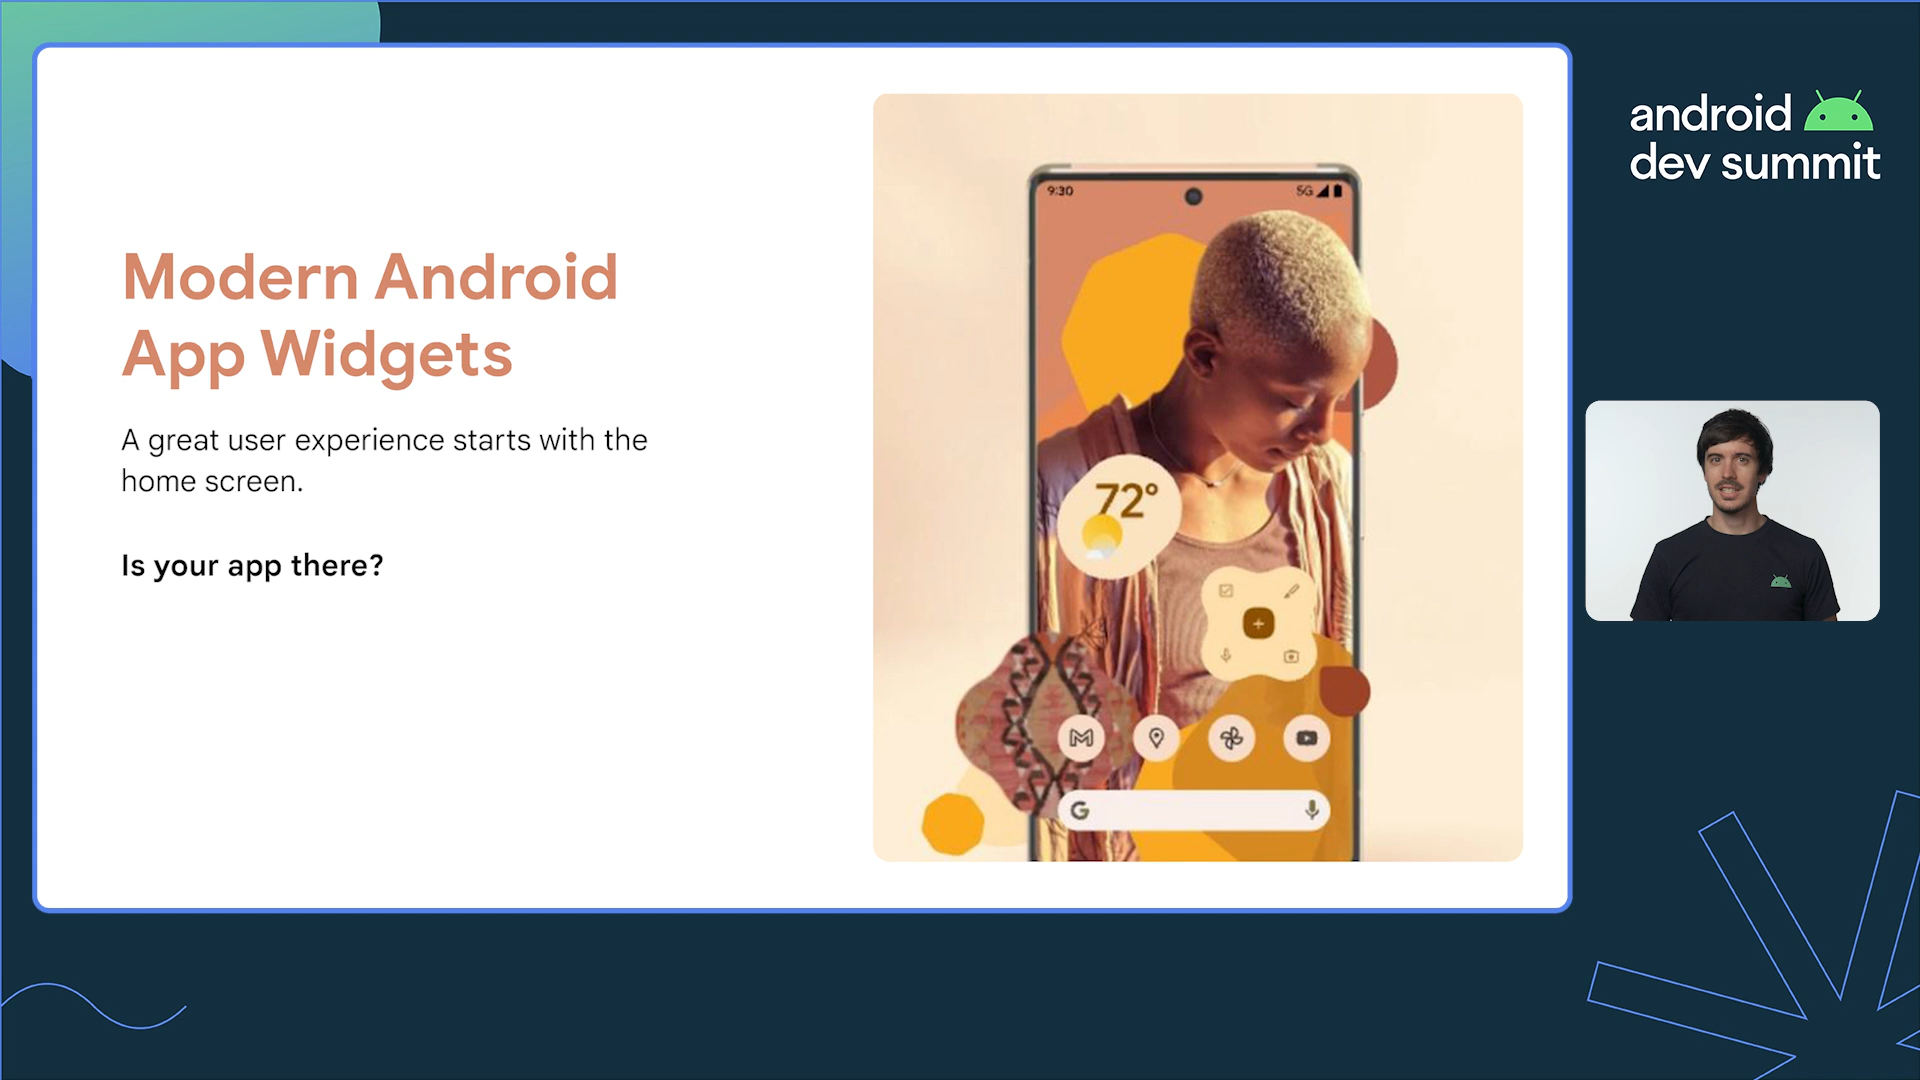 android
dev summit
Modern Android
App Widgets
A great user experience starts with the
home screen.
Is your app there?
9:30
5G
72°
G